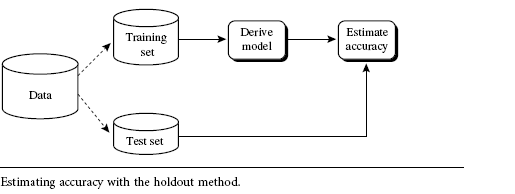 Training
set
Derive
model
Estimate
accuracy
Data
Test set
Estimating accuracy with the holdout method.